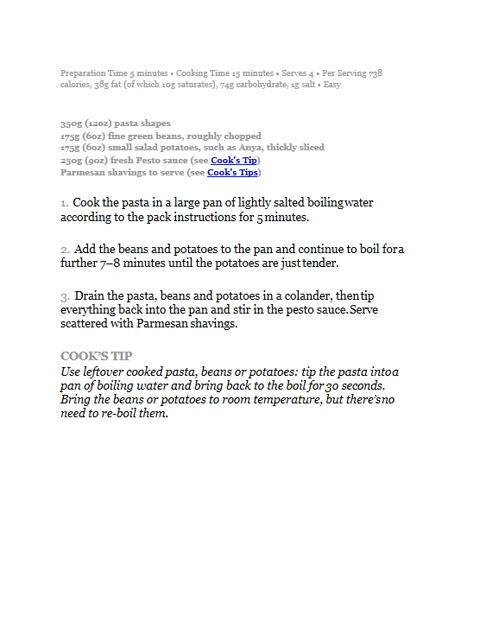 Preparation Time 5 minutes • Cooking Time 15 minutes • Serves 4 • Per Serving 738
calories, 38g fat (of which 10g saturates), 74g carbohydrate, 1g salt • Easy
350g (12oz) pasta shapes
175g (6oz) fine green beans, roughly chopped
175g (6oz) small salad potatoes, such as Anya, thickly sliced
250g (9oz) fresh Pesto sauce (see Cook's Tip)
Parmesan shavings to serve (see Cook's Tips)
1. Cook the pasta in a large pan of lightly salted boilingwater
according to the pack instructions for 5 minutes.
2. Add the beans and potatoes to the pan and continue to boil fora
further 7–8 minutes until the potatoes are just tender.
3. Drain the pasta, beans and potatoes in a colander, thentip
everything back into the pan and stir in the pesto sauce. Serve
scattered with Parmesan shavings.
COOK'S TIP
Use leftover cooked pasta, beans or potatoes: tip the pasta intoa
pan of boiling water and bring back to the boil for 30 seconds.
Bring the beans or potatoes to room temperature, but there'sno
need to re-boil them.